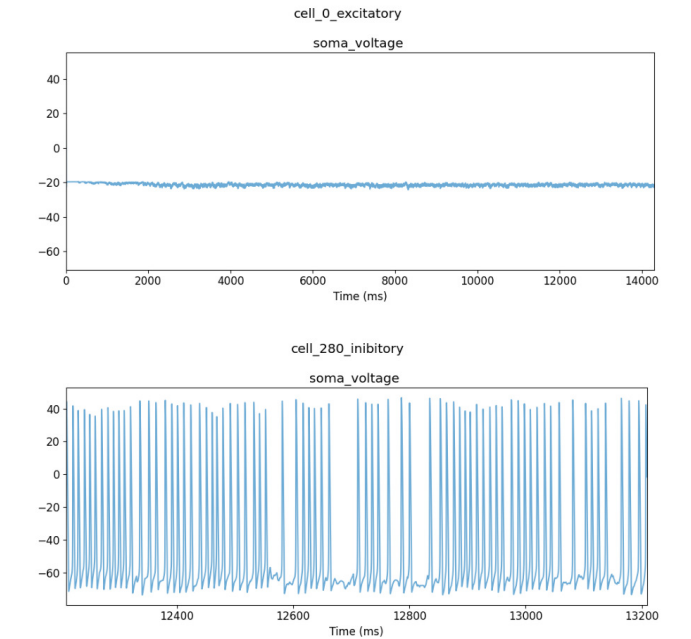 cell_0_excitatory
soma_voltage
40
20
0
−20
−40
−60
0 2000 4000 6000 8000 10000 12000 14000
Time (ms)
cell_280_inibitory
soma_voltage
40
20
0
−20
−40
−60
12400 12600 12800 13000 13200
Time (ms)